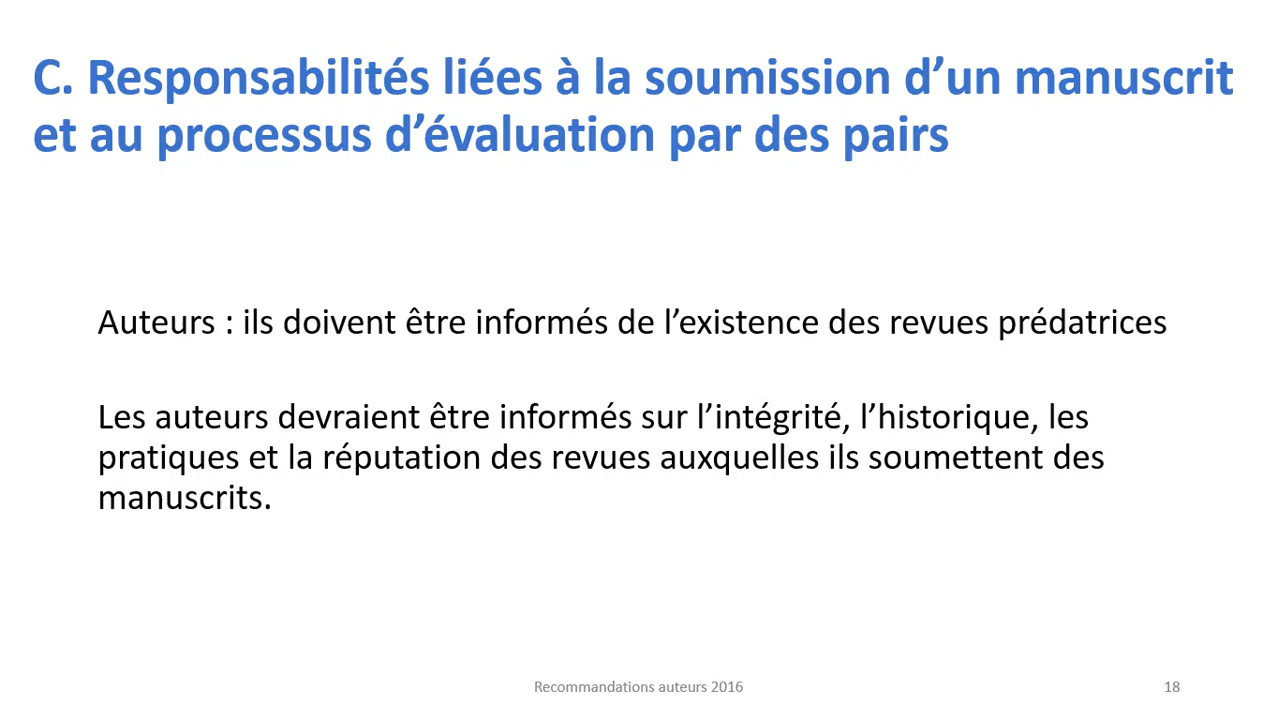 C. Responsabilités liées à la soumission d’un manuscrit
et au processus d’évaluation par des pairs
Auteurs : ils doivent être informés de l’existence des revues prédatrices
Les auteurs devraient être informés sur l’intégrité, l’historique, les
pratiques et la réputation des revues auxquelles ils soumettent des
manuscrits.
Recommandations auteurs 2016
18